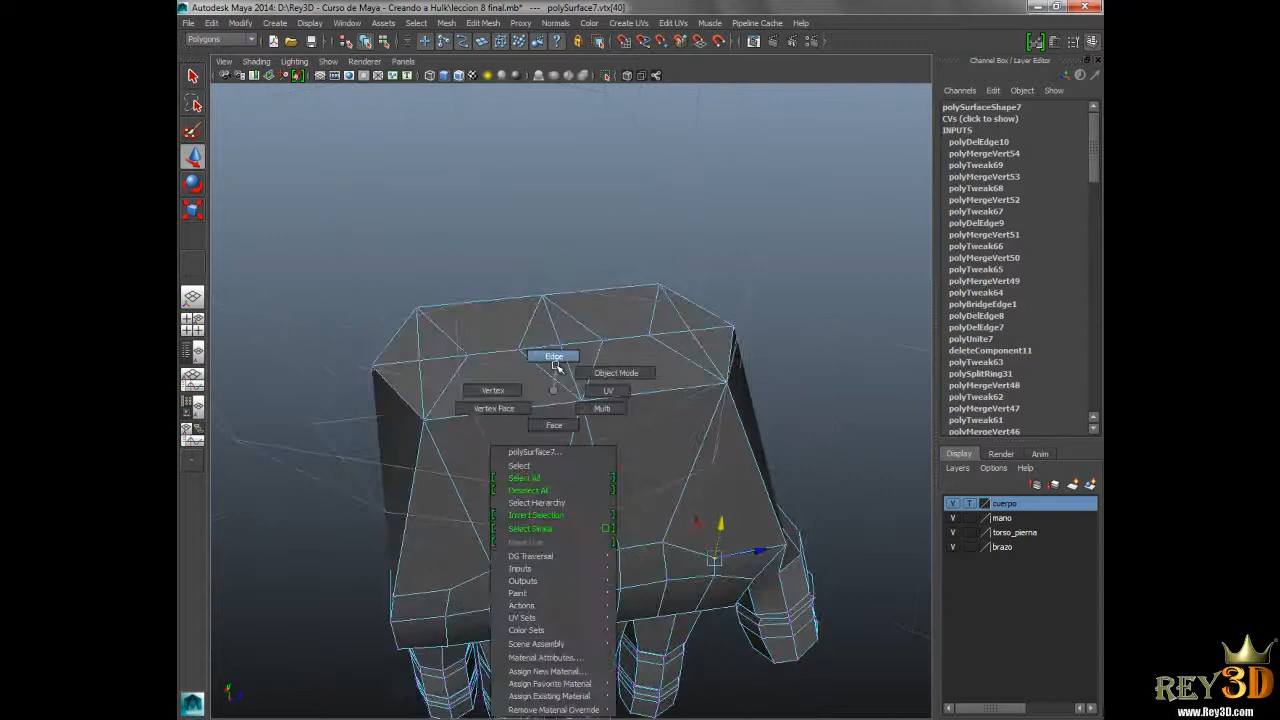 Autodesk Maya 2014: D:\Rey3D - Curso de Maya - Creando a Hulk\leccion 8 final.mb* --- polySurface7.vtx[40]
File Edit Modify Create Display Window Assets Select Mesh Edit Mesh Proxy Normals Color Create UVs Edit UVs Muscle Pipeline Cache Help
Polygons
View Shading Lighting Show Renderer Panels
Channel Box / Layer Editor
Channels Edit Object Show
polySurfaceShape7
CVs (click to show)
INPUTS
polyDelEdge10
polyMergeVert54
polyTweak69
polyMergeVert53
polyTweak68
polyMergeVert52
polyTweak67
polyDelEdge9
polyMergeVert51
polyTweak66
polyMergeVert50
polyTweak65
polyMergeVert49
polyTweak64
polyBridgeEdge1
polyDelEdge8
polyDelEdge7
polyUnite7
deleteComponent11
polySplitRing31
polyMergeVert48
polyTweak62
polyMergeVert47
polyTweak61
polyMergeVert46
Edge
Object Mode
Vertex
UV
Vertex Face
Multi
Face
polySurface7...
Select
Select All
Deselect All
Select Hierarchy
Invert Selection
Select Similar
Make Live
DG Traversal
Inputs
Outputs
Paint
Actions
UV Sets
Color Sets
Scene Assembly
Material Attributes...
Assign New Material...
Assign Favorite Material
Assign Existing Material
Remove Material Override
Display Render Anim
Layers Options Help
V T cuerpo
V mano
V torso_pierna
V brazo
REY3D
www.Rey3D.com